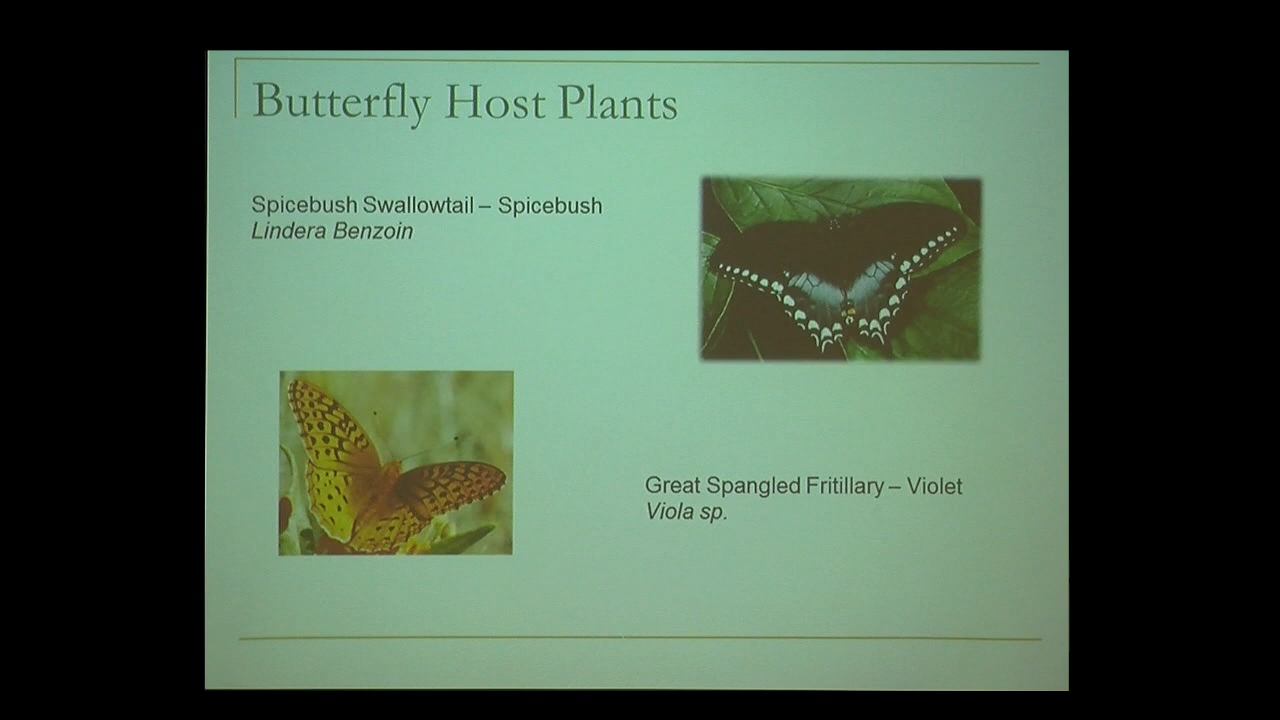 Butterfly Host Plants
Spicebush Swallowtail – Spicebush
Lindera Benzoin
Great Spangled Fritillary – Violet
Viola sp.